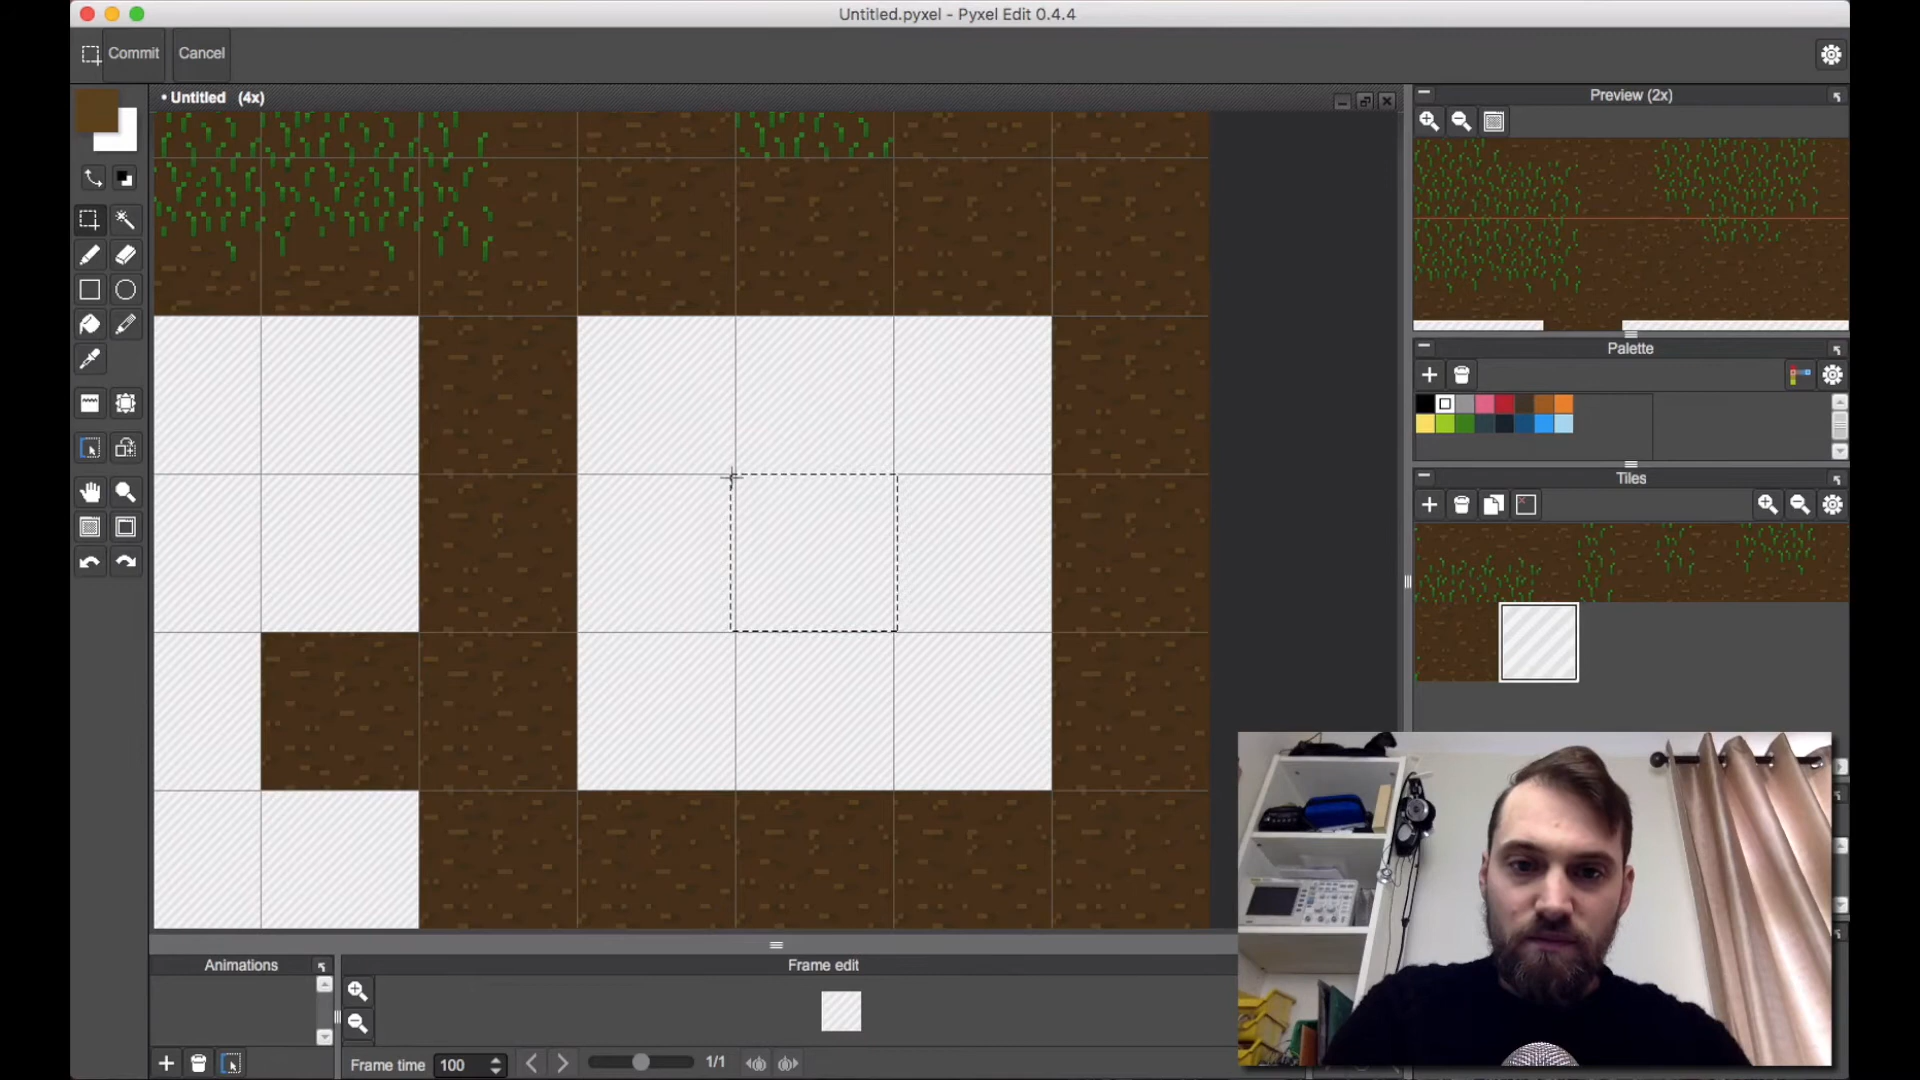 Untitled.pyxel - Pyxel Edit 0.4.4
Commit
Cancel
• Untitled (4x)
Preview (2x)
Palette
Tiles
Animations
Frame edit
Frame time
100
1/1